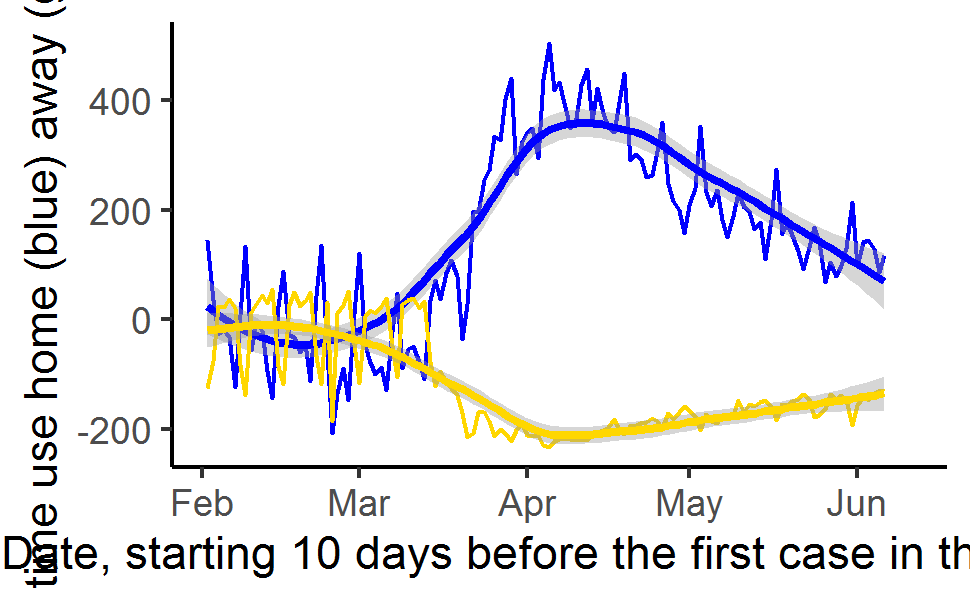 time use home (blue) away (
400
200
0
-200
Feb Mar Apr May Jun
Date, starting 10 days before the first case in th